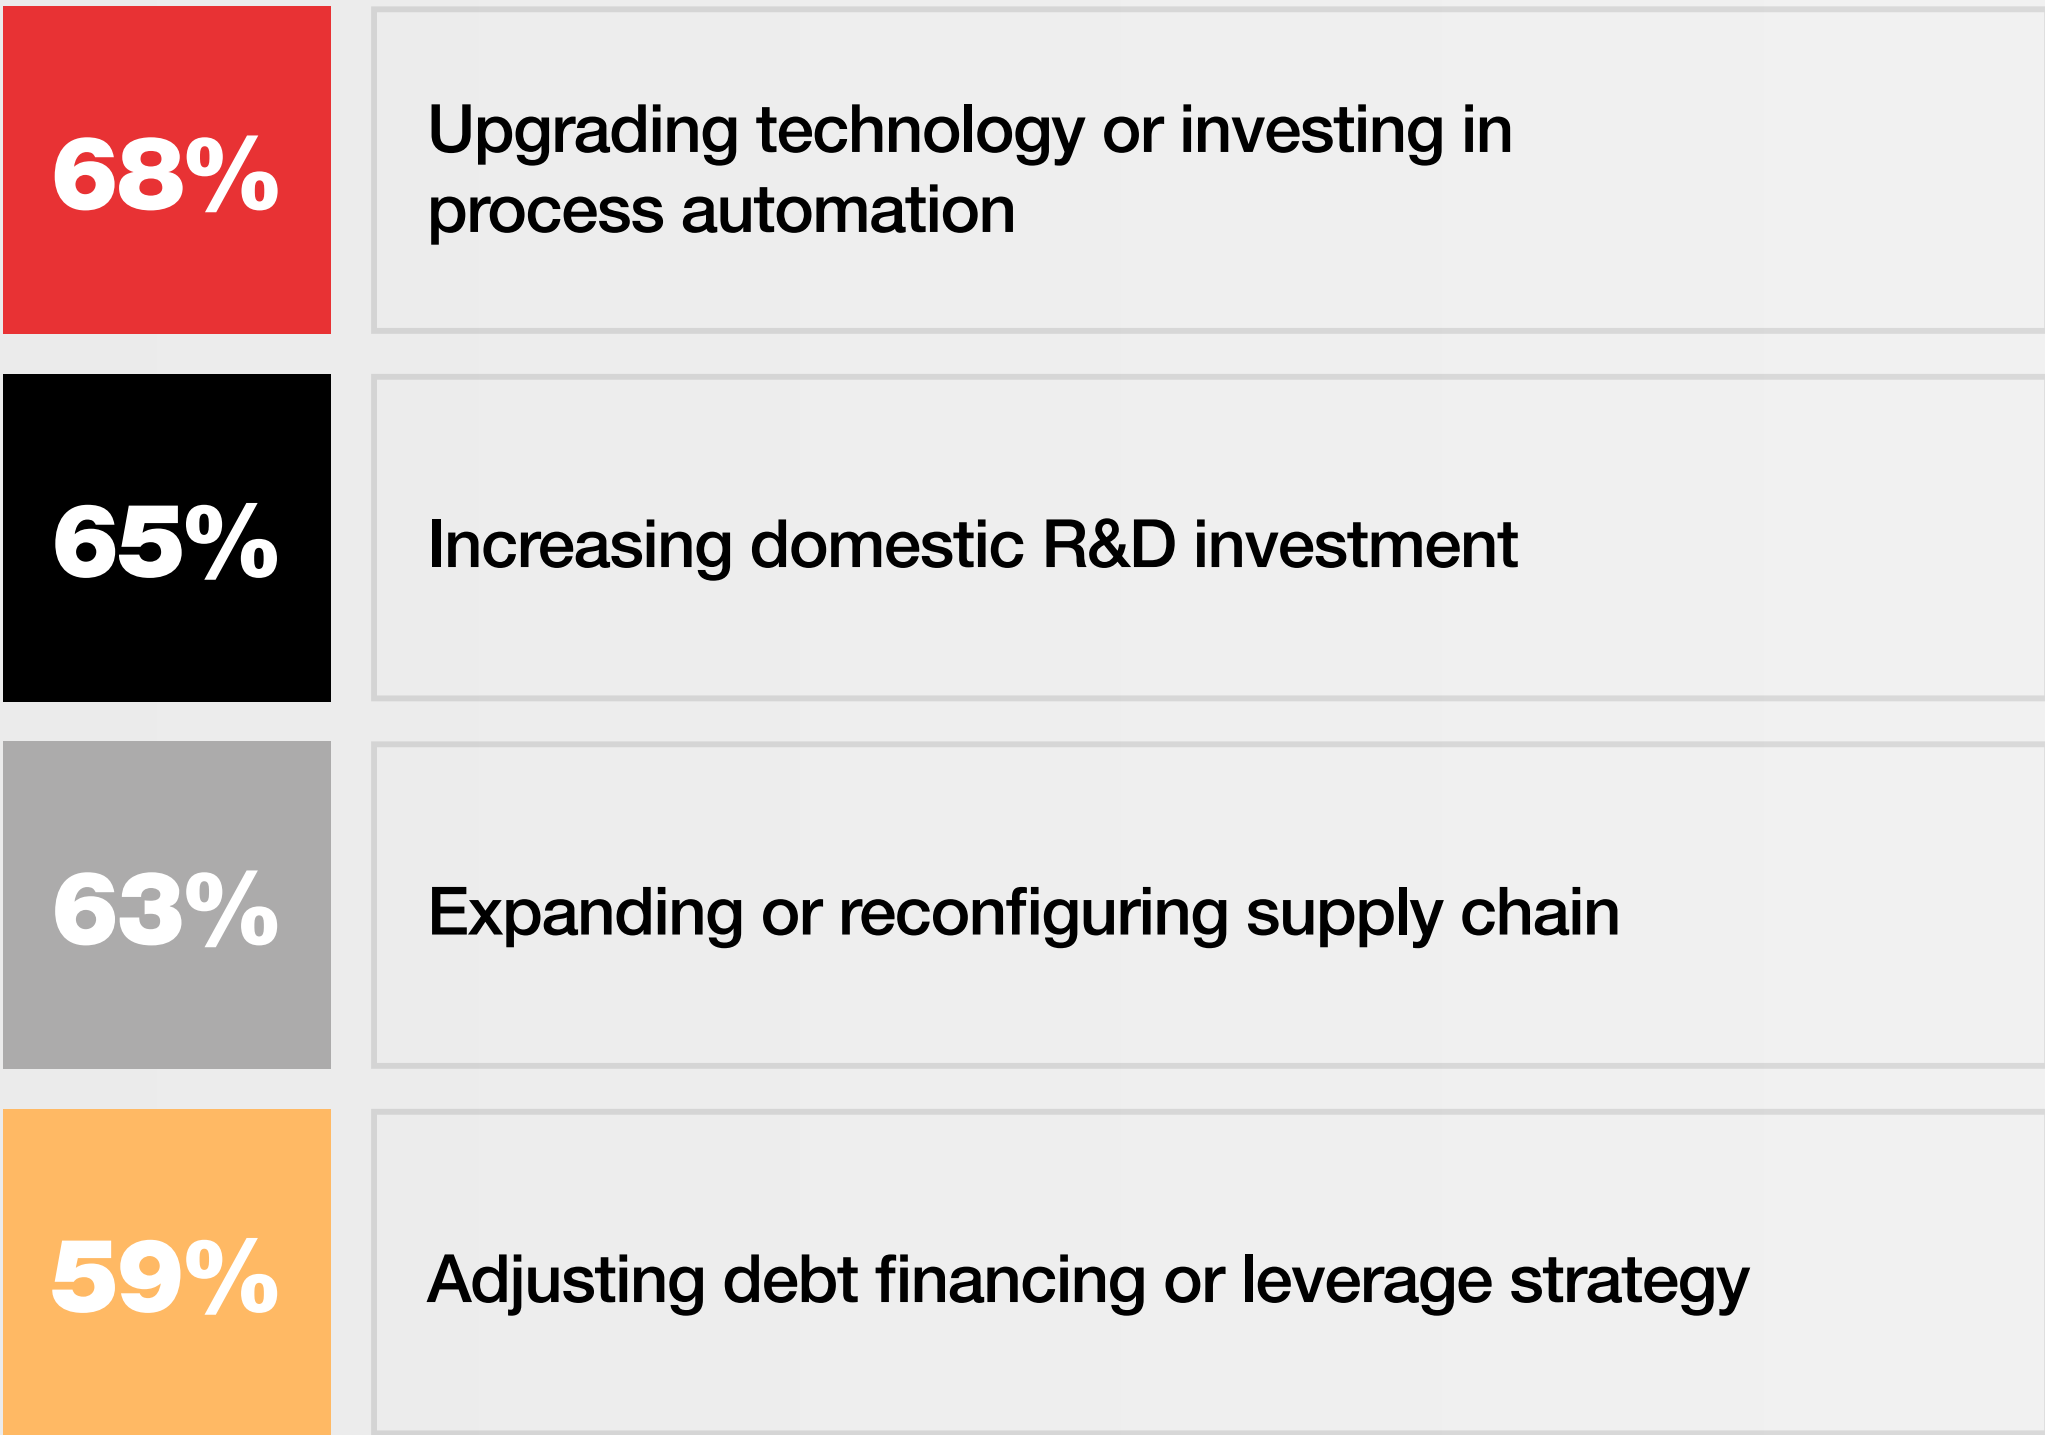 68%
Upgrading technology or investing in
process automation
65%
Increasing domestic R&D investment
63%
Expanding or reconfiguring supply chain
59%
Adjusting debt financing or leverage strategy